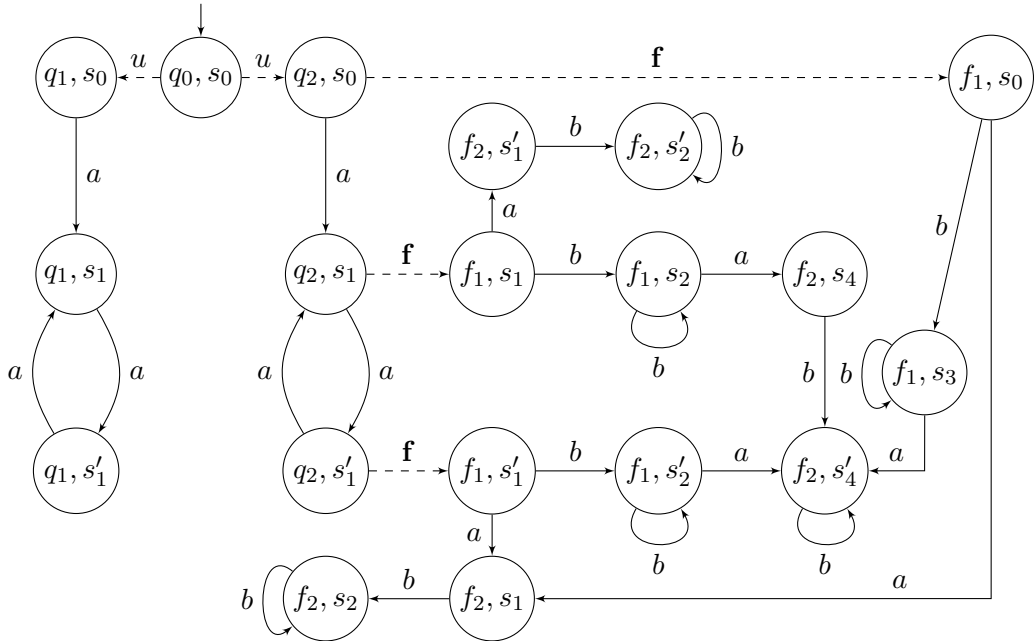 q₁, s₀ u q₀, s₀ u q₂, s₀ f f₁, s₀
f₂, s′₁ b f₂, s′₂ b
a a a b
q₁, s₁ q₂, s₁ f f₁, s₁ b f₁, s₂ a f₂, s₄
b
a a a a b b f₁, s₃
q₁, s′₁ q₂, s′₁ f f₁, s′₁ b f₁, s′₂ a f₂, s′₄ a
a b b
b f₂, s₂ b f₂, s₁ a